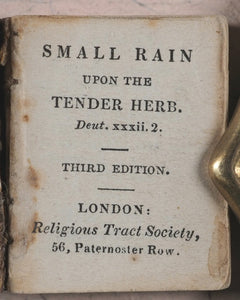 SMALL RAIN
UPON THE
TENDER HERB.
Deut. xxxii. 2.
THIRD EDITION.
LONDON:
Religious Tract Society,
56, Paternoster Row.